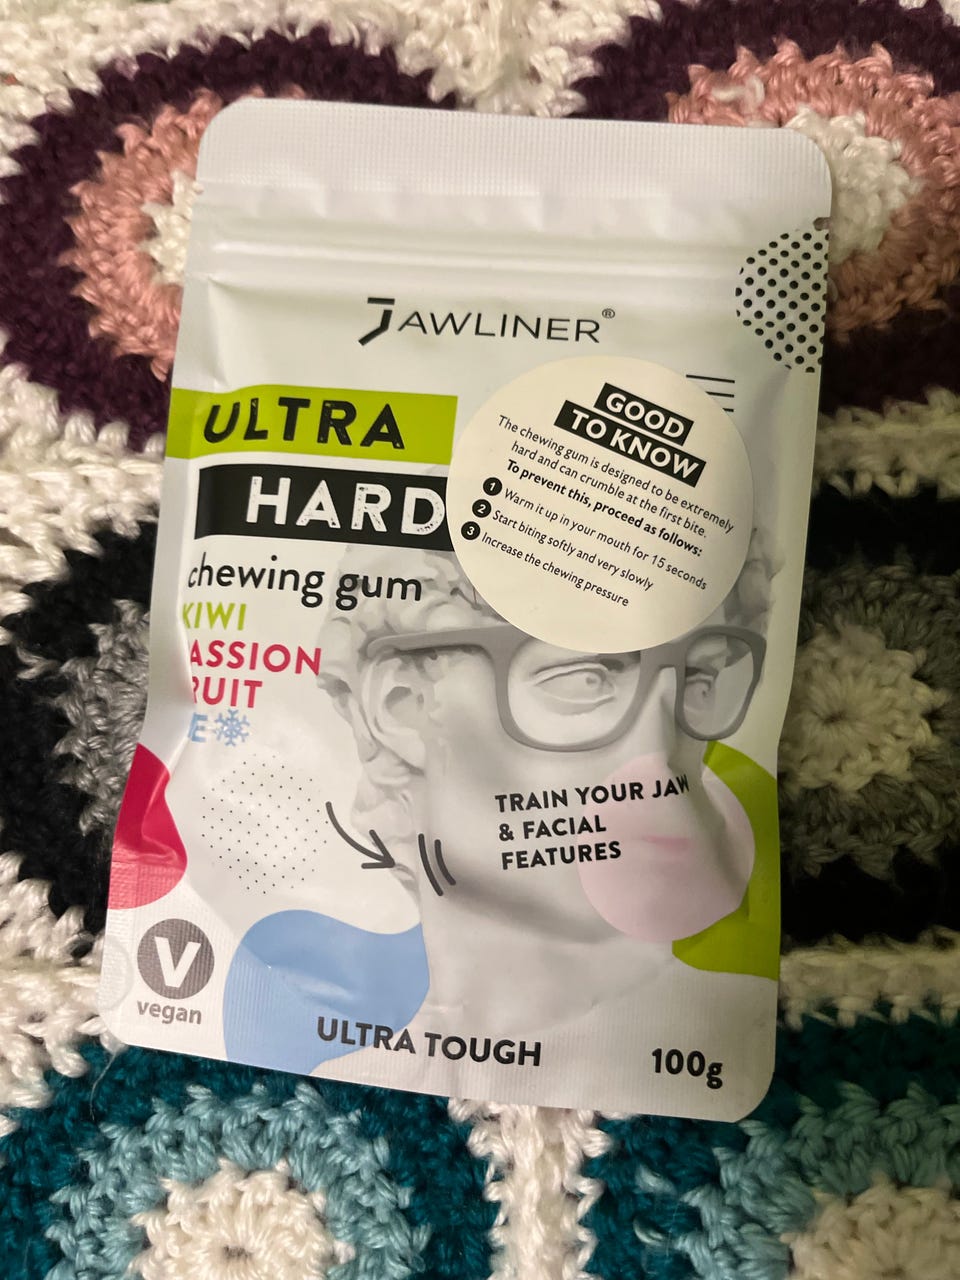 JAWLINER®
ULTRA
HARD
chewing gum
KIWI
ASSION
RUIT
E
GOOD
TO KNOW
The chewing gum is designed to be extremely
hard and can crumble at the first bite.
To prevent this, proceed as follows:
1 Warm it up in your mouth for 15 seconds
2 Start biting softly and very slowly
3 Increase the chewing pressure
TRAIN YOUR JAW
& FACIAL
FEATURES
V
vegan
ULTRA TOUGH
100g